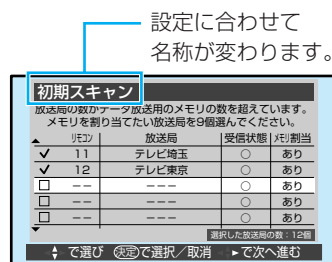 設定に合わせて
名称が変わります。
初期スキャン
放送局の数がデータ放送用のメモリの数を超えています。
メモリを割り当てたい放送局を9個選んでください。
リモコン 放送局 受信状態 メモリ割当
✓ 11 テレビ埼玉 ○ あり
✓ 12 テレビ東京 ○ あり
□ −− −−− ○ あり
□ −− −−− ○ あり
□ −− −−− ○ あり
選択した放送局の数：12個
で選び 決定で選択／取消 で次へ進む